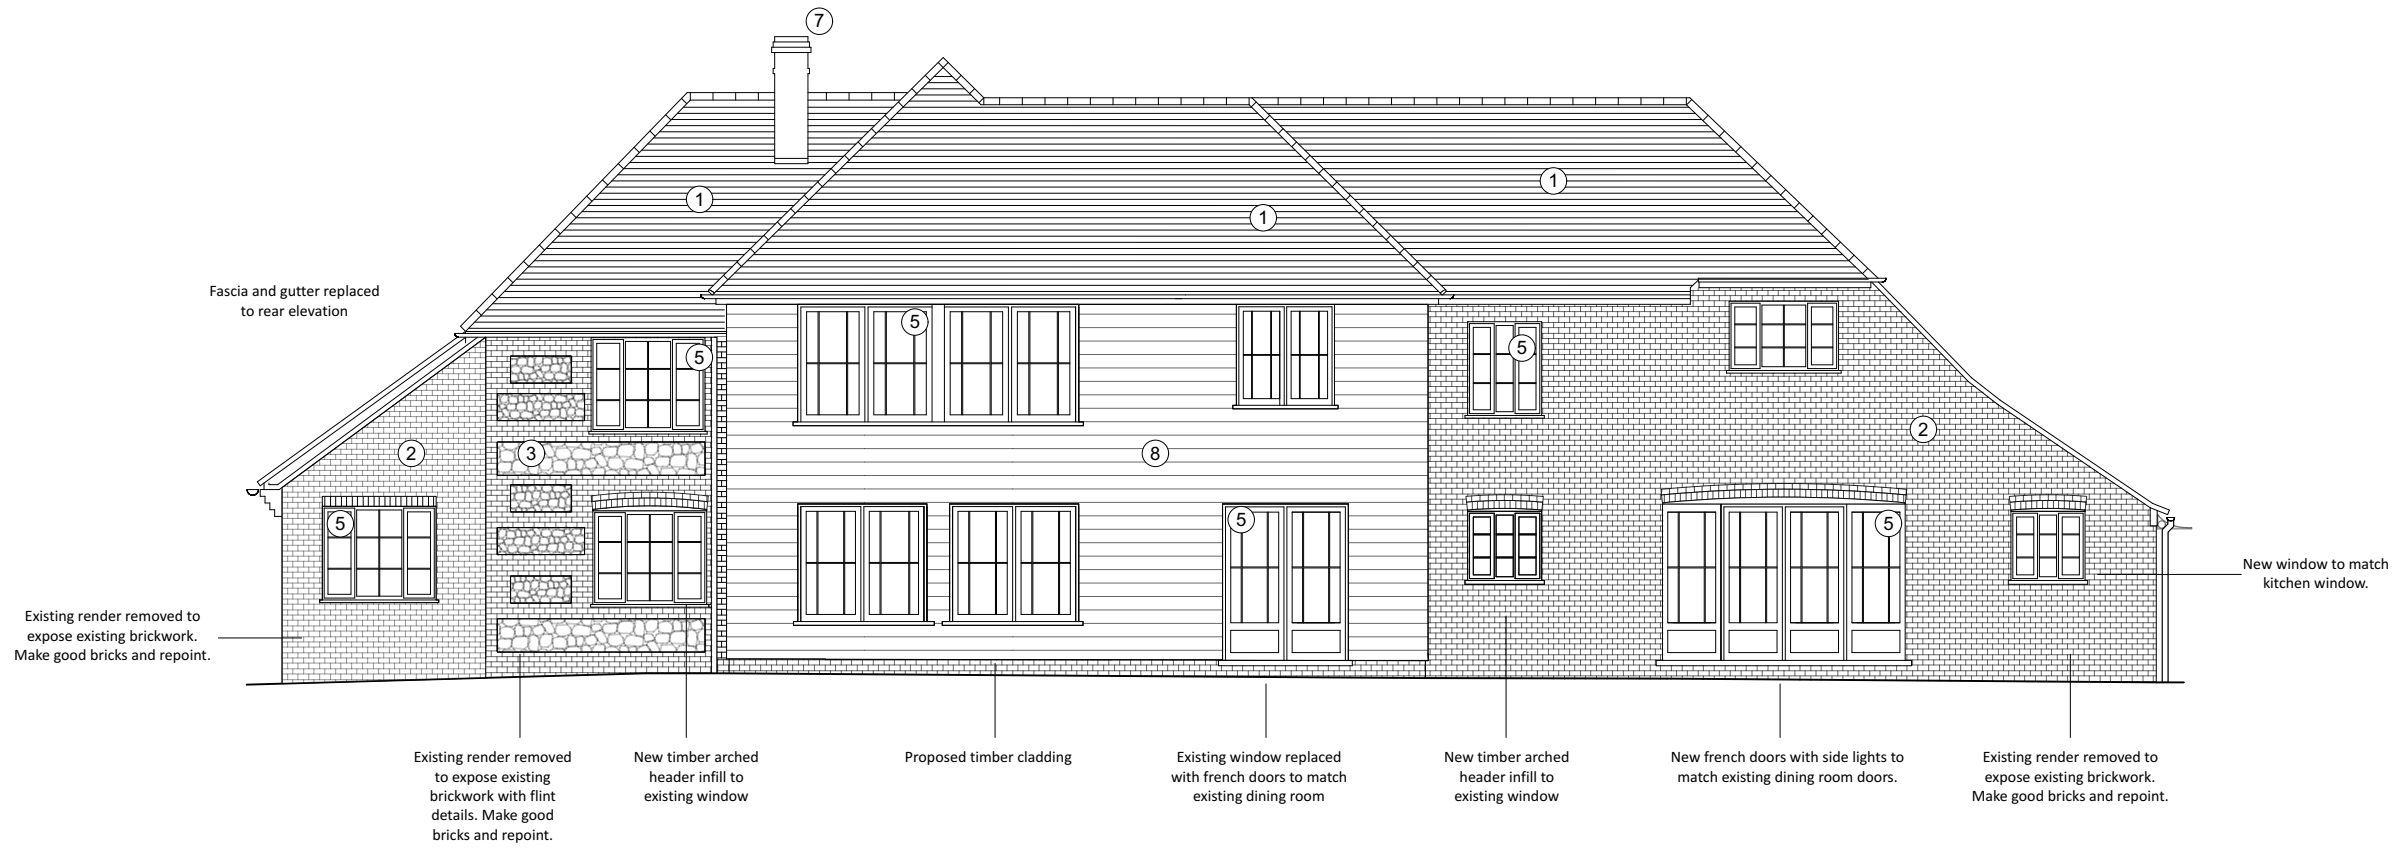 7
1
1
1
Fascia and gutter replaced
to rear elevation
5
5
5
2
3
8
2
5
5
5
New window to match
kitchen window.
Existing render removed to
expose existing brickwork.
Make good bricks and repoint.
Existing render removed
to expose existing
brickwork with flint
details. Make good
bricks and repoint.
New timber arched
header infill to
existing window
Proposed timber cladding
Existing window replaced
with french doors to match
existing dining room
New timber arched
header infill to
existing window
New french doors with side lights to
match existing dining room doors.
Existing render removed to
expose existing brickwork.
Make good bricks and repoint.